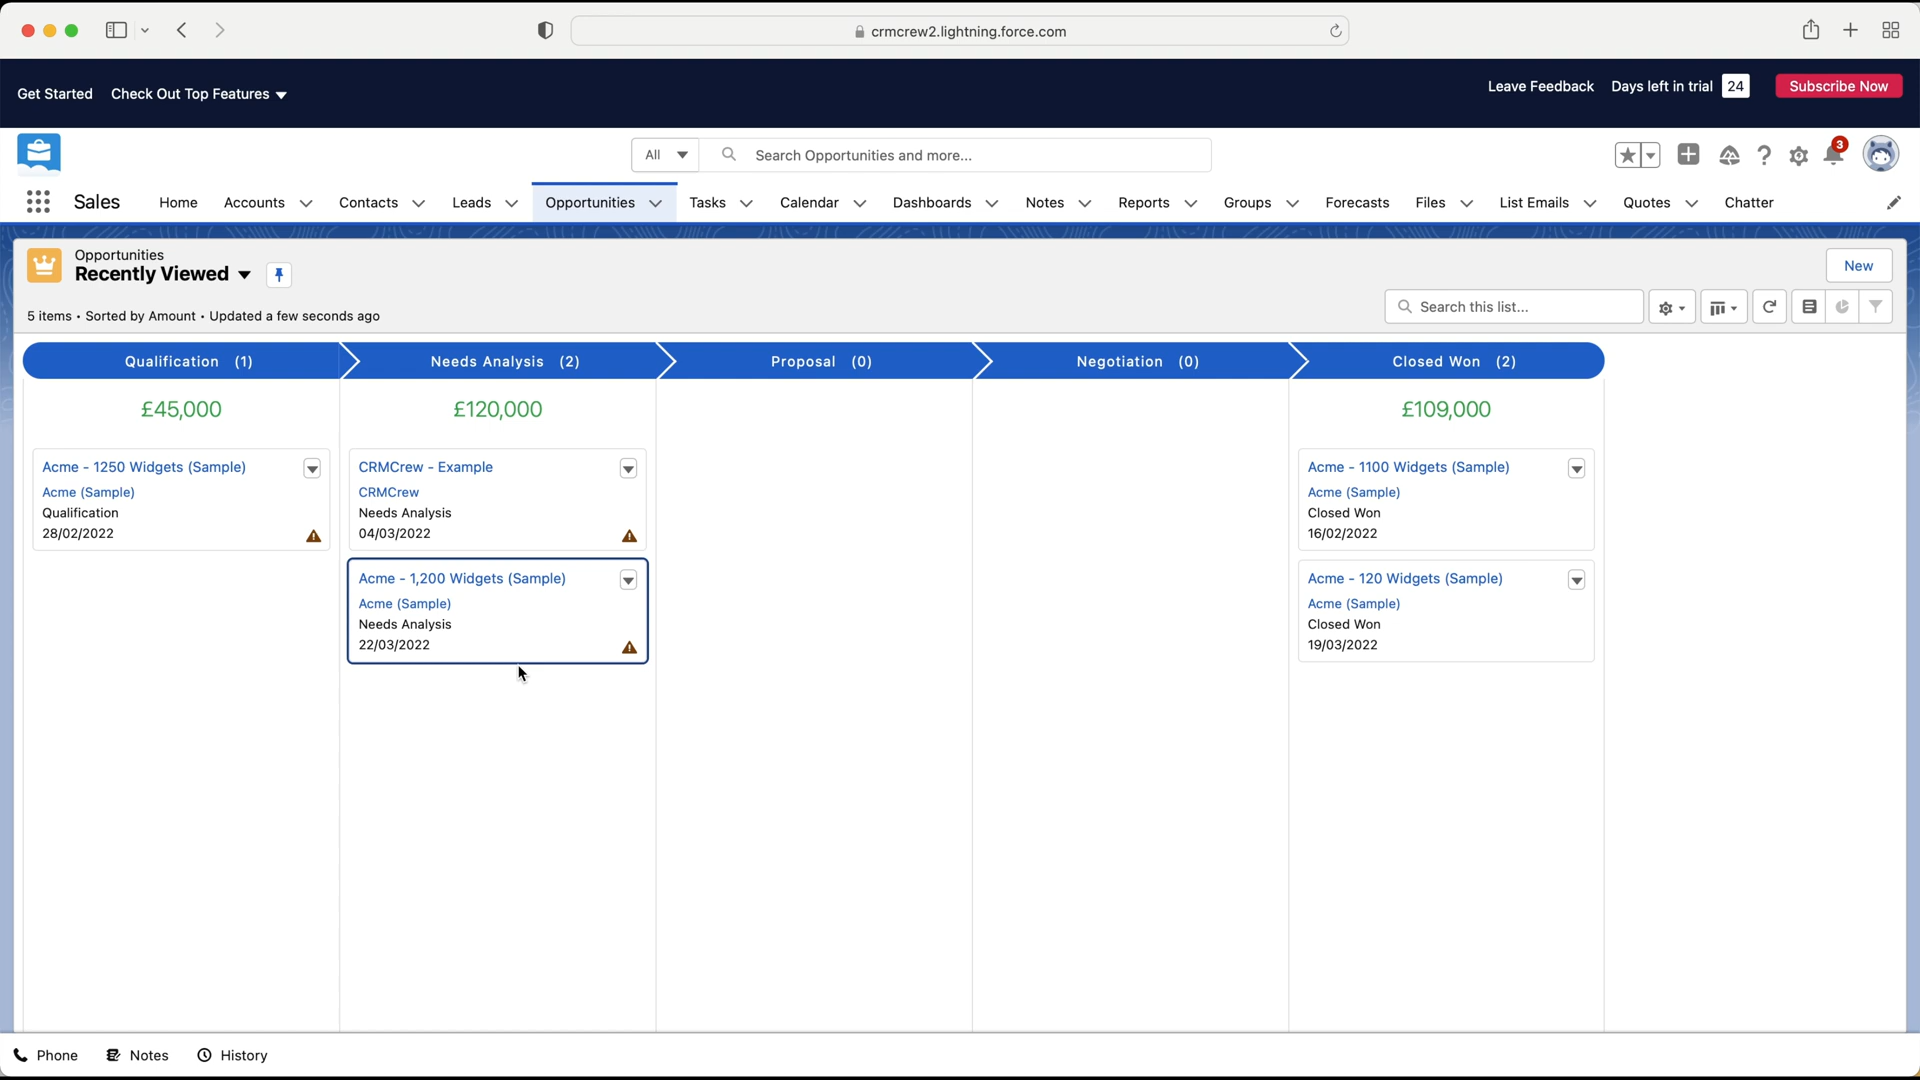 crmcrew2.lightning.force.com
Get Started Check Out Top Features Leave Feedback Days left in trial 24 Subscribe Now
All Search Opportunities and more... 3
Sales Home Accounts Contacts Leads Opportunities Tasks Calendar Dashboards Notes Reports Groups Forecasts Files List Emails Quotes Chatter
Opportunities
Recently Viewed New
5 items • Sorted by Amount • Updated a few seconds ago Search this list...
Qualification (1) Needs Analysis (2) Proposal (0) Negotiation (0) Closed Won (2)
£45,000 £120,000 £109,000
Acme - 1250 Widgets (Sample)
Acme (Sample)
Qualification
28/02/2022
CRMCrew - Example
CRMCrew
Needs Analysis
04/03/2022
Acme - 1,200 Widgets (Sample)
Acme (Sample)
Needs Analysis
22/03/2022
Acme - 1100 Widgets (Sample)
Acme (Sample)
Closed Won
16/02/2022
Acme - 120 Widgets (Sample)
Acme (Sample)
Closed Won
19/03/2022
Phone Notes History